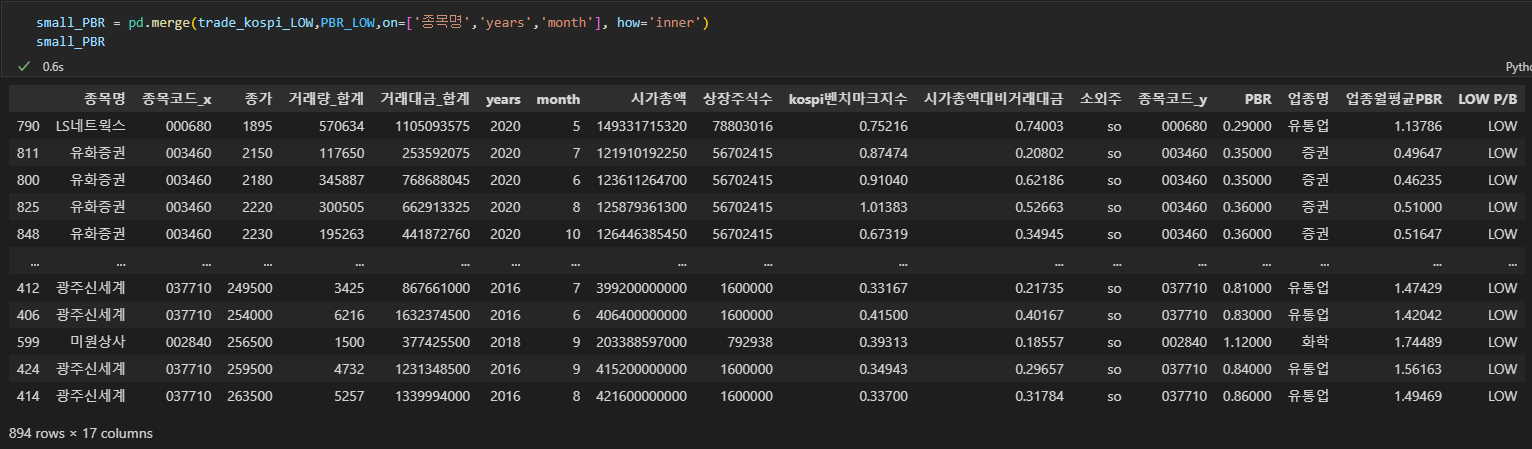 small_PBR = pd.merge(trade_kospi_LOW,PBR_LOW,on=['종목명','years','month'], how='inner')
small_PBR
0.6s
Pytho
종목명 종목코드_x 종가 거래량_합계 거래대금_합계 years month 시가총액 상장주식수 kospi벤치마크지수 시가총액대비거래대금 소외주 종목코드_y PBR 업종명 업종월평균PBR LOW P/B
790 LS네트웍스 000680 1895 570634 1105093575 2020 5 149331715320 78803016 0.75216 0.74003 so 000680 0.29000 유통업 1.13786 LOW
811 유화증권 003460 2150 117650 253592075 2020 7 121910192250 56702415 0.87474 0.20802 so 003460 0.35000 증권 0.49647 LOW
800 유화증권 003460 2180 345887 768688045 2020 6 123611264700 56702415 0.91040 0.62186 so 003460 0.35000 증권 0.46235 LOW
825 유화증권 003460 2220 300505 662913325 2020 8 125879361300 56702415 1.01383 0.52663 so 003460 0.36000 증권 0.51000 LOW
848 유화증권 003460 2230 195263 441872760 2020 10 126446385450 56702415 0.67319 0.34945 so 003460 0.36000 증권 0.51647 LOW
... ... ... ... ... ... ... ... ... ... ... ... ... ... ... ... ... ...
412 광주신세계 037710 249500 3425 867661000 2016 7 399200000000 1600000 0.33167 0.21735 so 037710 0.81000 유통업 1.47429 LOW
406 광주신세계 037710 254000 6216 1632374500 2016 6 406400000000 1600000 0.41500 0.40167 so 037710 0.83000 유통업 1.42042 LOW
599 미원상사 002840 256500 1500 377425500 2018 9 203388597000 792938 0.39313 0.18557 so 002840 1.12000 화학 1.74489 LOW
424 광주신세계 037710 259500 4732 1231348500 2016 9 415200000000 1600000 0.34943 0.29657 so 037710 0.84000 유통업 1.56163 LOW
414 광주신세계 037710 263500 5257 1339994000 2016 8 421600000000 1600000 0.33700 0.31784 so 037710 0.86000 유통업 1.49469 LOW
894 rows × 17 columns